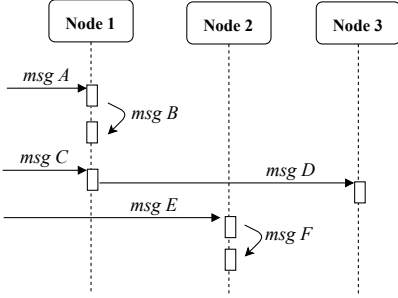 Node 1 Node 2 Node 3
msg A
msg B
msg C
msg D
msg E
msg F